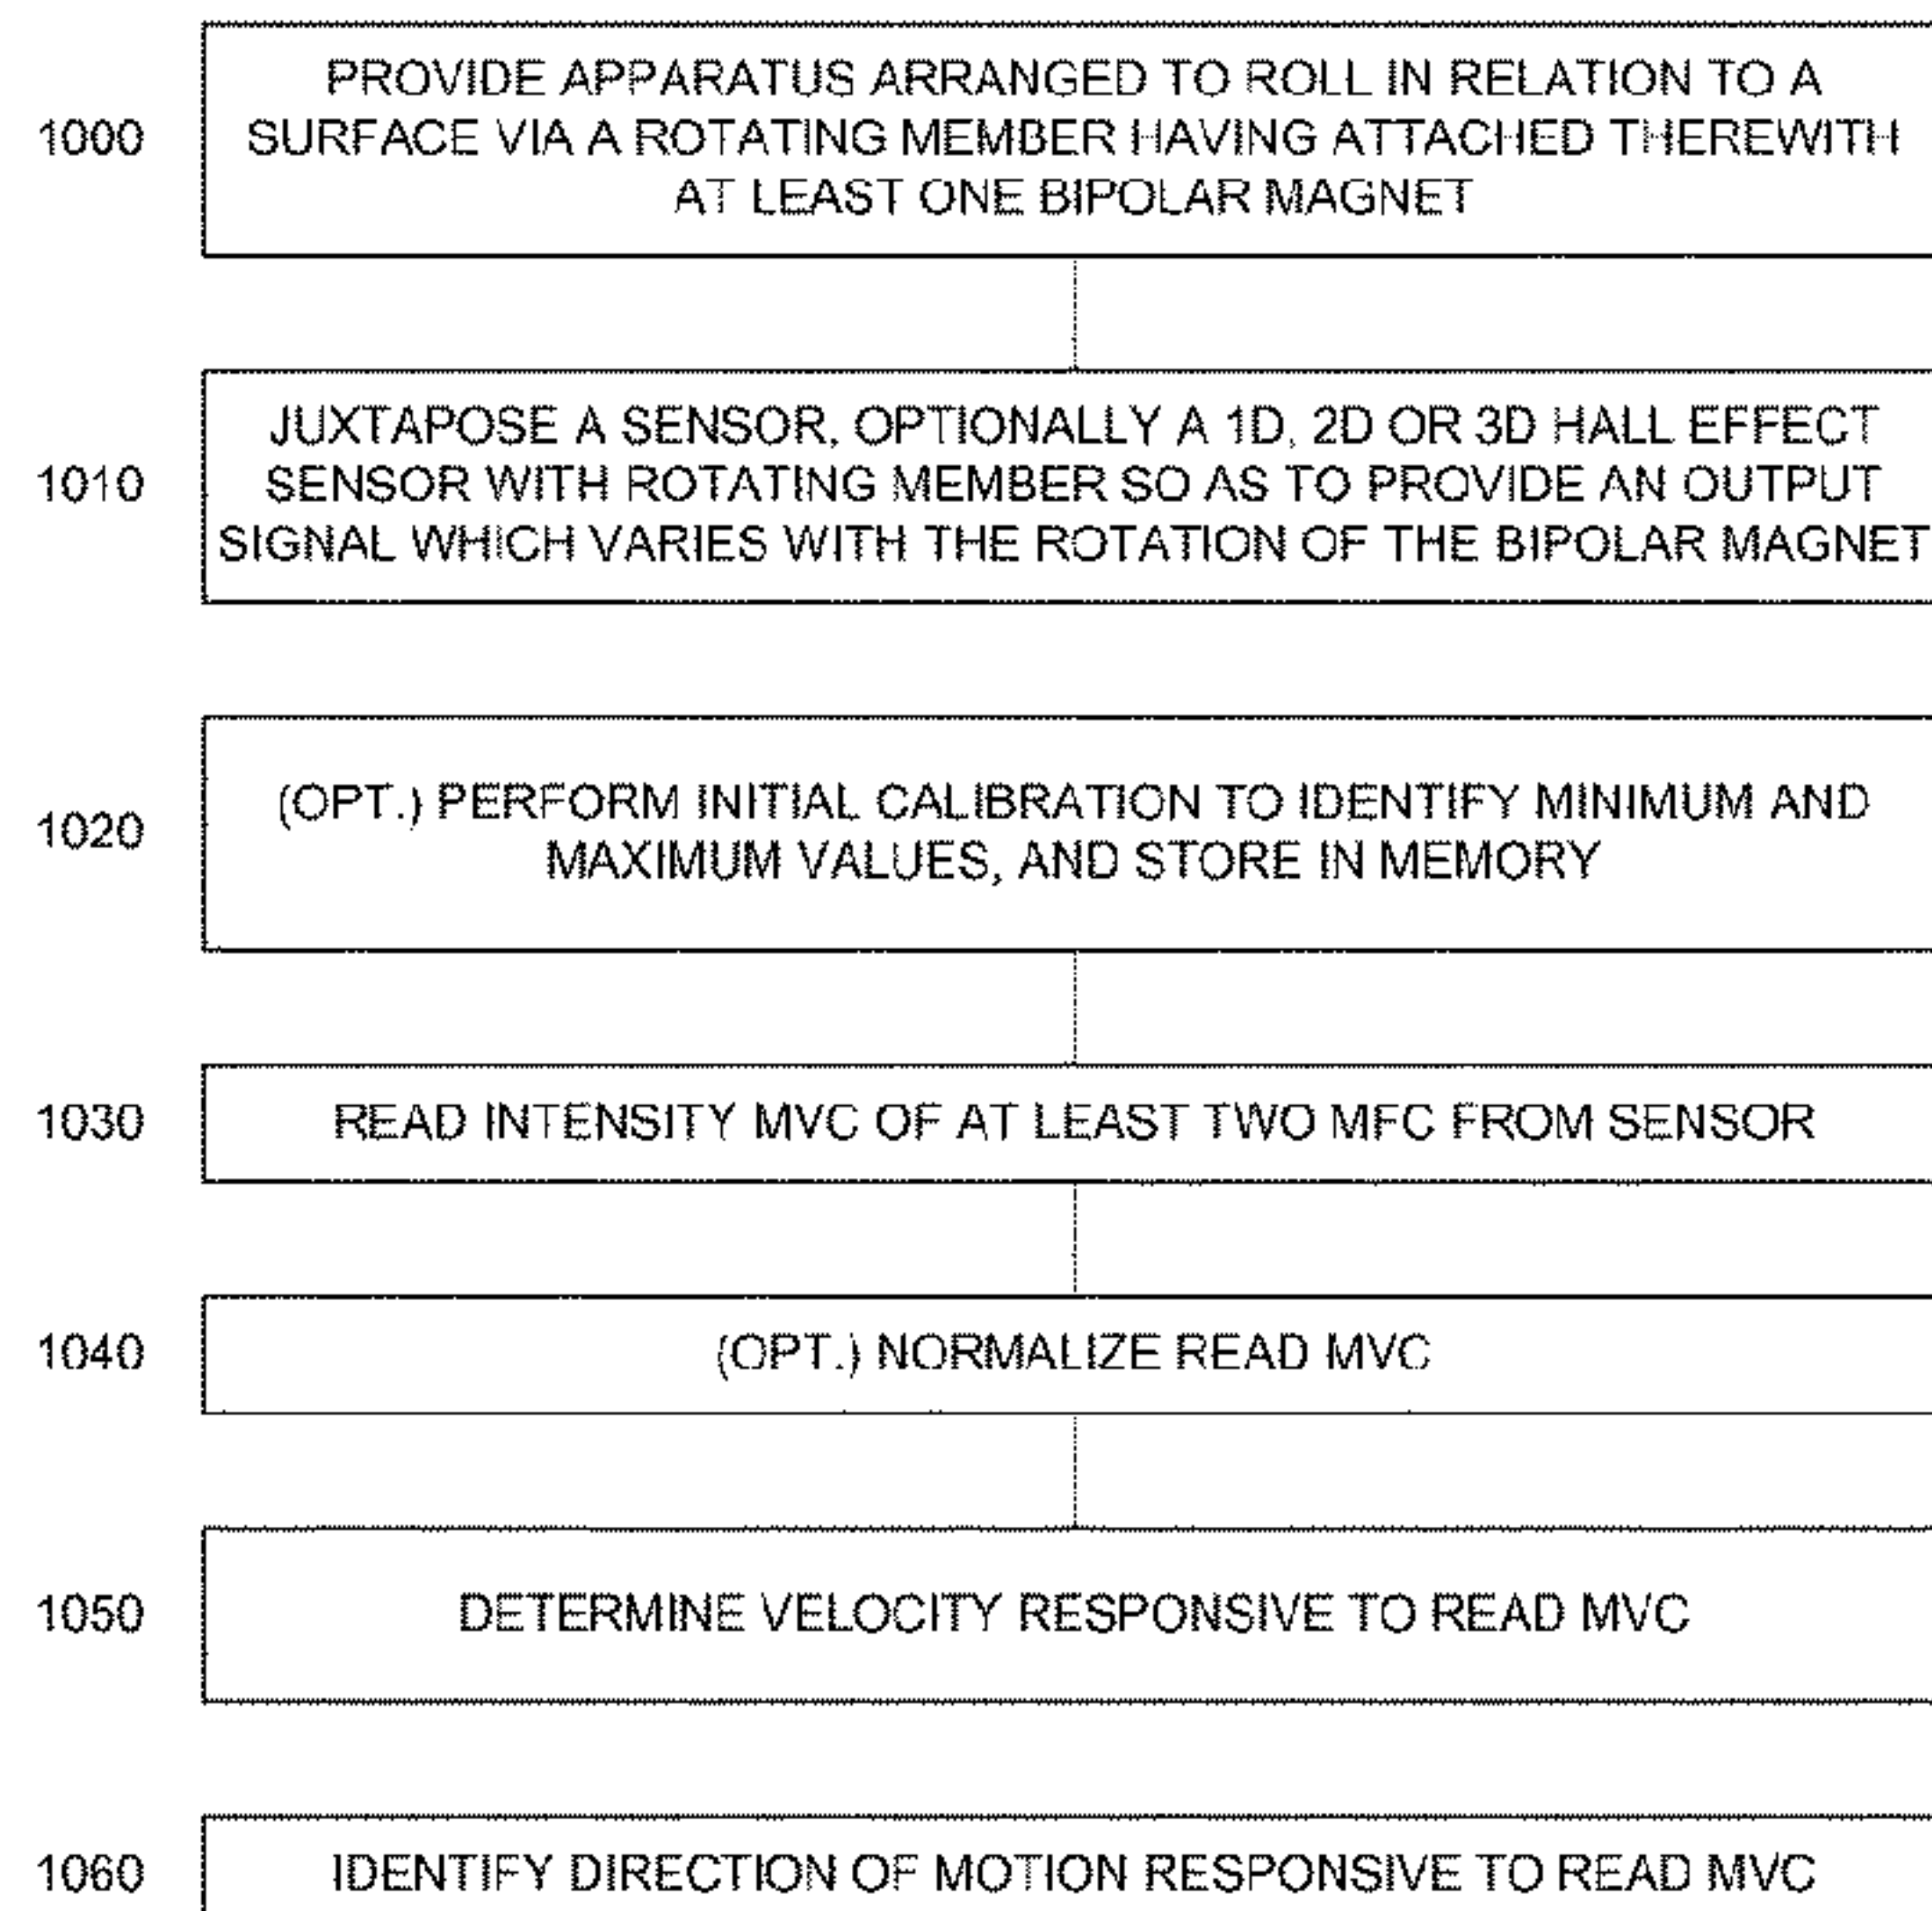 PROVIDE APPARATUS ARRANGED TO ROLL IN RELATION TO A
1000
SURFACE VIA A ROTATING MEMBER HAVING ATTACHED THEREWITH
AT LEAST ONE BIPOLAR MAGNET
JUXTAPOSE A SENSOR, OPTIONALLY A 1D, 2D OR 3D HALL EFFECT
1010
SENSOR WITH ROTATING MEMBER SO AS TO PROVIDE AN OUTPUT
SIGNAL WHICH VARIES WITH THE ROTATION OF THE BIPOLAR MAGNET
(OPT.) PERFORM INITIAL CALIBRATION TO IDENTIFY MINIMUM AND
1020
MAXIMUM VALUES, AND STORE IN MEMORY
1030
READ INTENSITY MVC OF AT LEAST TWO MFC FROM SENSOR
1040
(OPT.) NORMALIZE READ MVC
1050
DETERMINE VELOCITY RESPONSIVE TO READ MVC
1060
IDENTIFY DIRECTION OF MOTION RESPONSIVE TO READ MVC